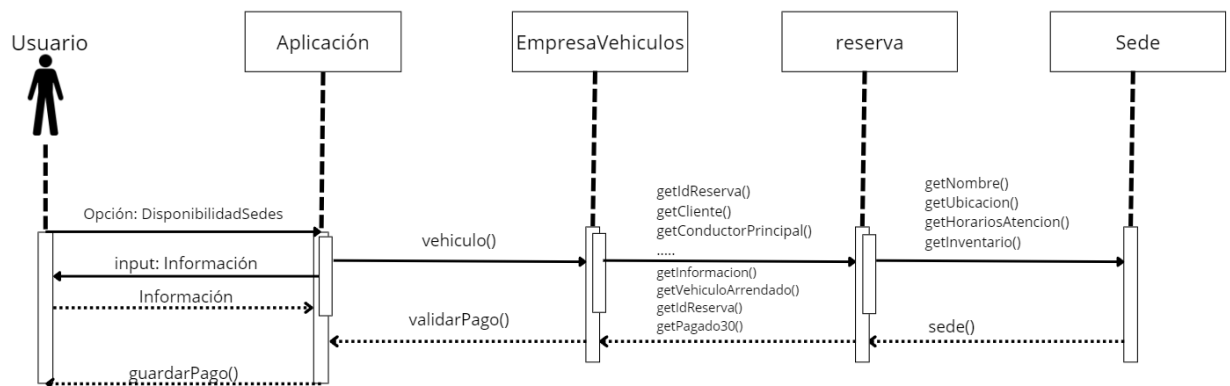 Usuario
Aplicación
EmpresaVehiculos
reserva
Sede
Opción: DisponibilidadSedes
input: Información
Información
guardarPago()
vehiculo()
validarPago()
getIdReserva()
getCliente()
getConductorPrincipal()
.....
getInformacion()
getVehiculoArrendado()
getIdReserva()
getPagado30()
getNombre()
getUbicacion()
getHorariosAtencion()
getInventario()
sede()